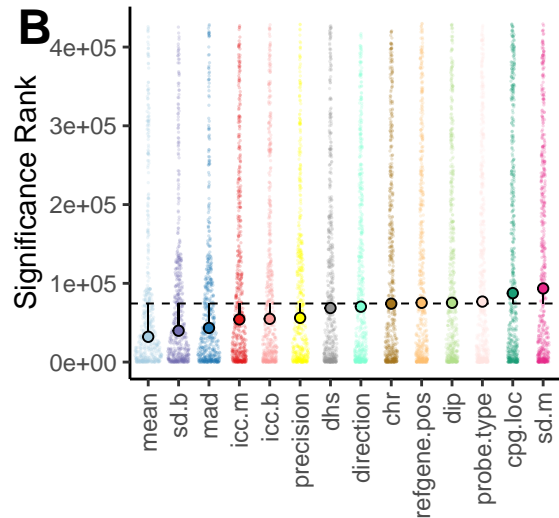 B
Significance Rank
4e+05
3e+05
2e+05
1e+05
0e+00
mean
sd.b
mad
icc.m
icc.b
precision
dhs
direction
chr
refgene.pos
dip
probe.type
cpg.loc
sd.m